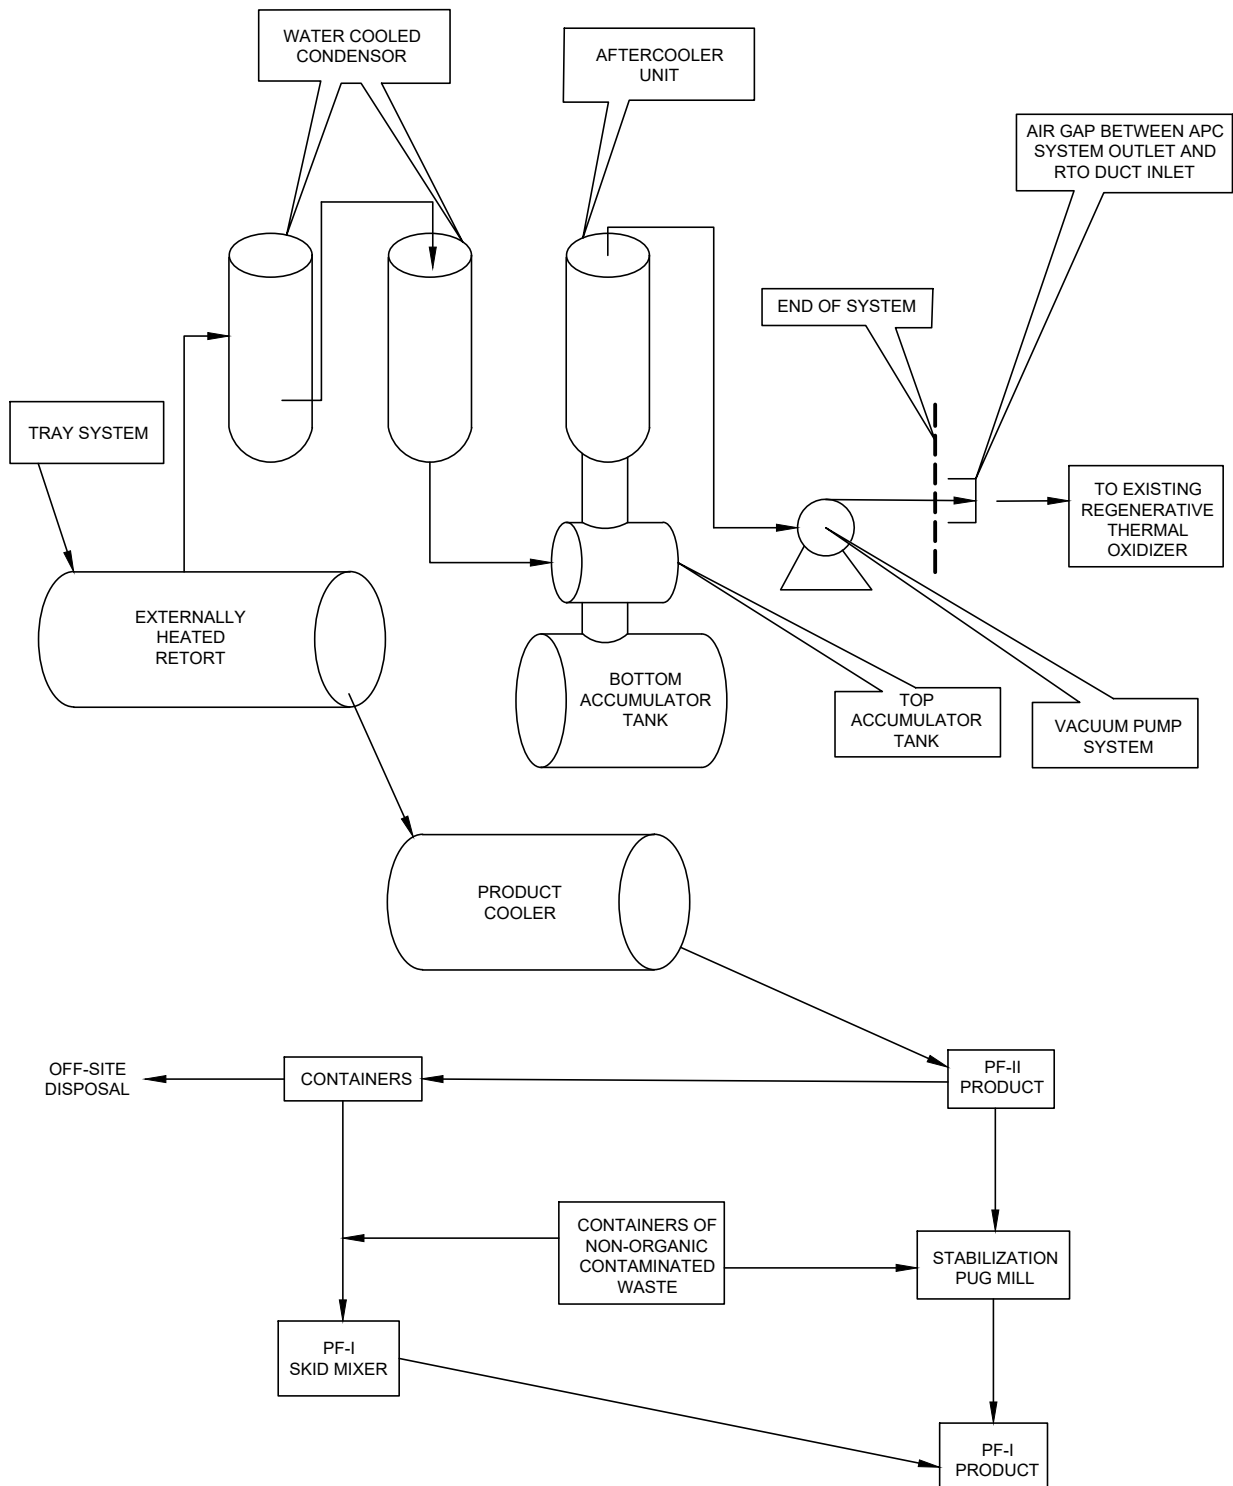 WATER COOLED
CONDENSOR
AFTERCOOLER
UNIT
AIR GAP BETWEEN APC
SYSTEM OUTLET AND
RTO DUCT INLET
END OF SYSTEM
TRAY SYSTEM
TO EXISTING
REGENERATIVE
THERMAL
OXIDIZER
EXTERNALLY
HEATED
RETORT
BOTTOM
ACCUMULATOR
TANK
TOP
ACCUMULATOR
TANK
VACUUM PUMP
SYSTEM
PRODUCT
COOLER
OFF-SITE
DISPOSAL
CONTAINERS
PF-II
PRODUCT
CONTAINERS OF
NON-ORGANIC
CONTAMINATED
WASTE
STABILIZATION
PUG MILL
PF-I
SKID MIXER
PF-I
PRODUCT